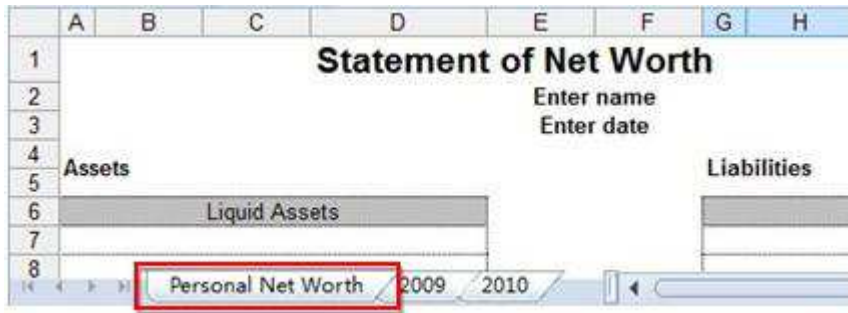 A B C D E F G H
1 Statement of Net Worth
2 Enter name
3 Enter date
4
Assets Liabilities
5
6 Liquid Assets
7
8
Personal Net Worth 2009 2010